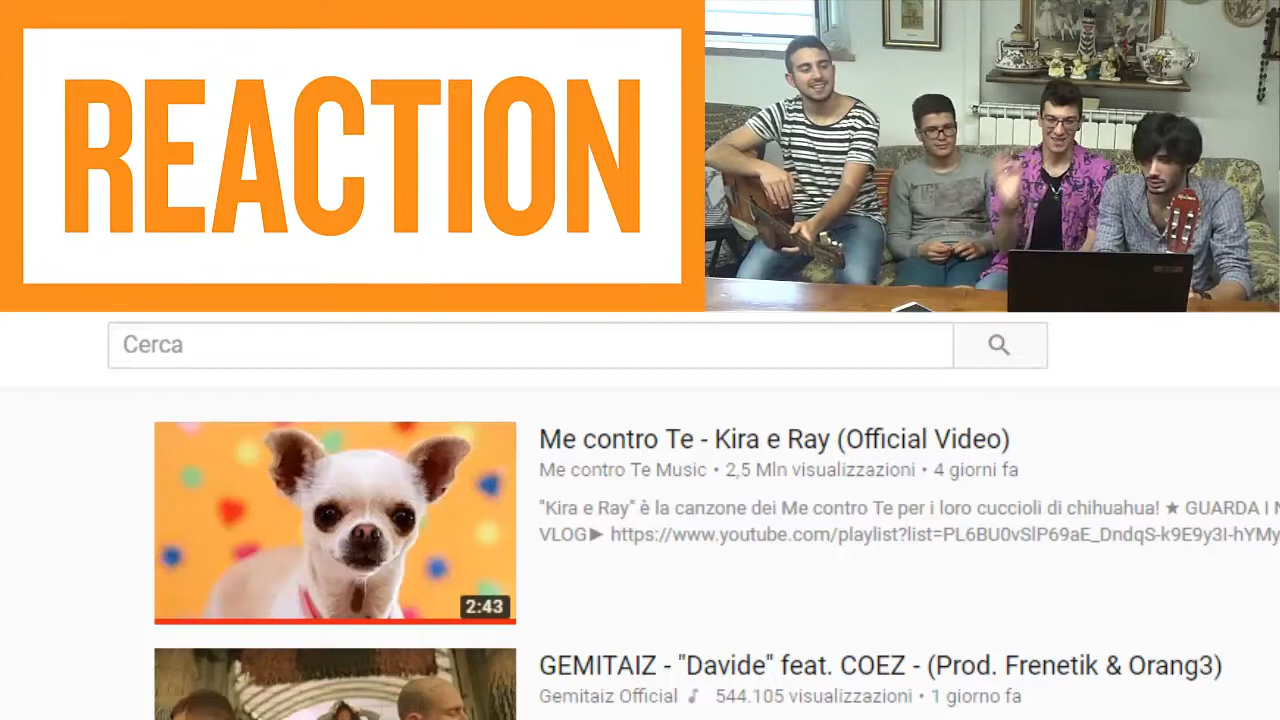 REACTION
Cerca
Me contro Te - Kira e Ray (Official Video)
Me contro Te Music • 2,5 Mln visualizzazioni • 4 giorni fa
"Kira e Ray" è la canzone dei Me contro Te per i loro cuccioli di chihuahua! ★ GUARDA I
VLOG► https://www.youtube.com/playlist?list=PL6BU0vSlP69aE_DndqS-k9E9y3I-hYMy
2:43
GEMITAIZ - "Davide" feat. COEZ - (Prod. Frenetik & Orang3)
Gemitaiz Official ♪ 544.105 visualizzazioni • 1 giorno fa